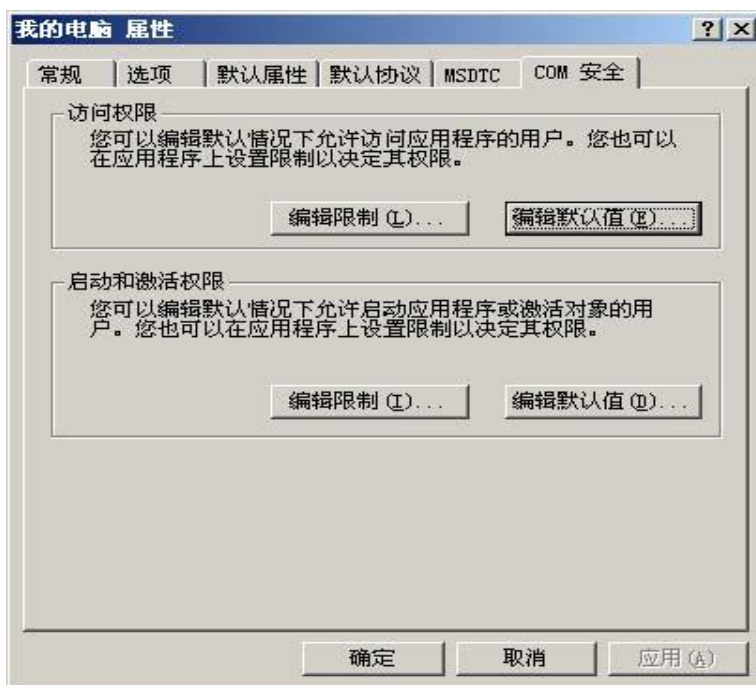 我的电脑 属性
常规 选项 默认属性 默认协议 MSDTC COM 安全
访问权限
您可以编辑默认情况下允许访问应用程序的用户。您也可以
在应用程序上设置限制以决定其权限。
编辑限制(L)... 编辑默认值(E)...
启动和激活权限
您可以编辑默认情况下允许启动应用程序或激活对象的用
户。您也可以在应用程序上设置限制以决定其权限。
编辑限制(I)... 编辑默认值(D)...
确定 取消 应用(A)